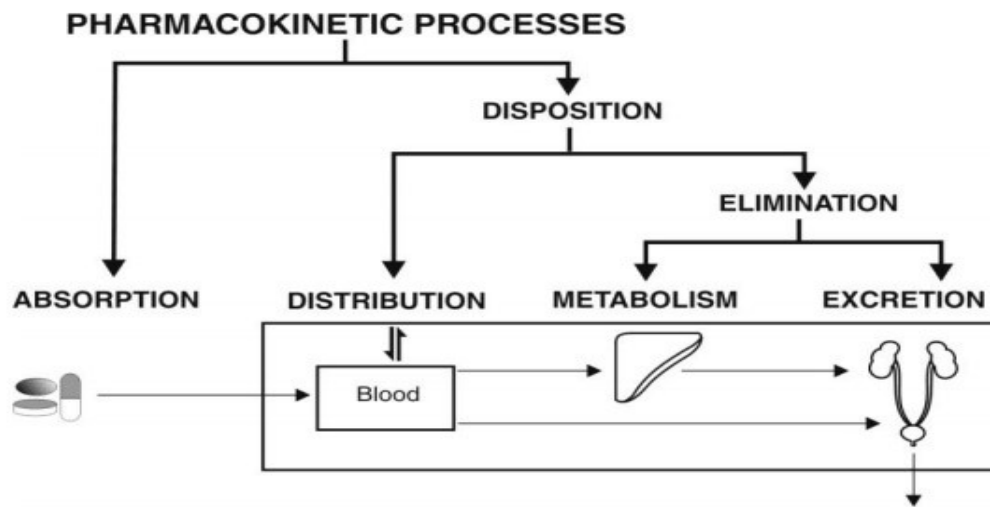 PHARMACOKINETIC PROCESSES
DISPOSITION
ELIMINATION
ABSORPTION DISTRIBUTION METABOLISM EXCRETION
Blood